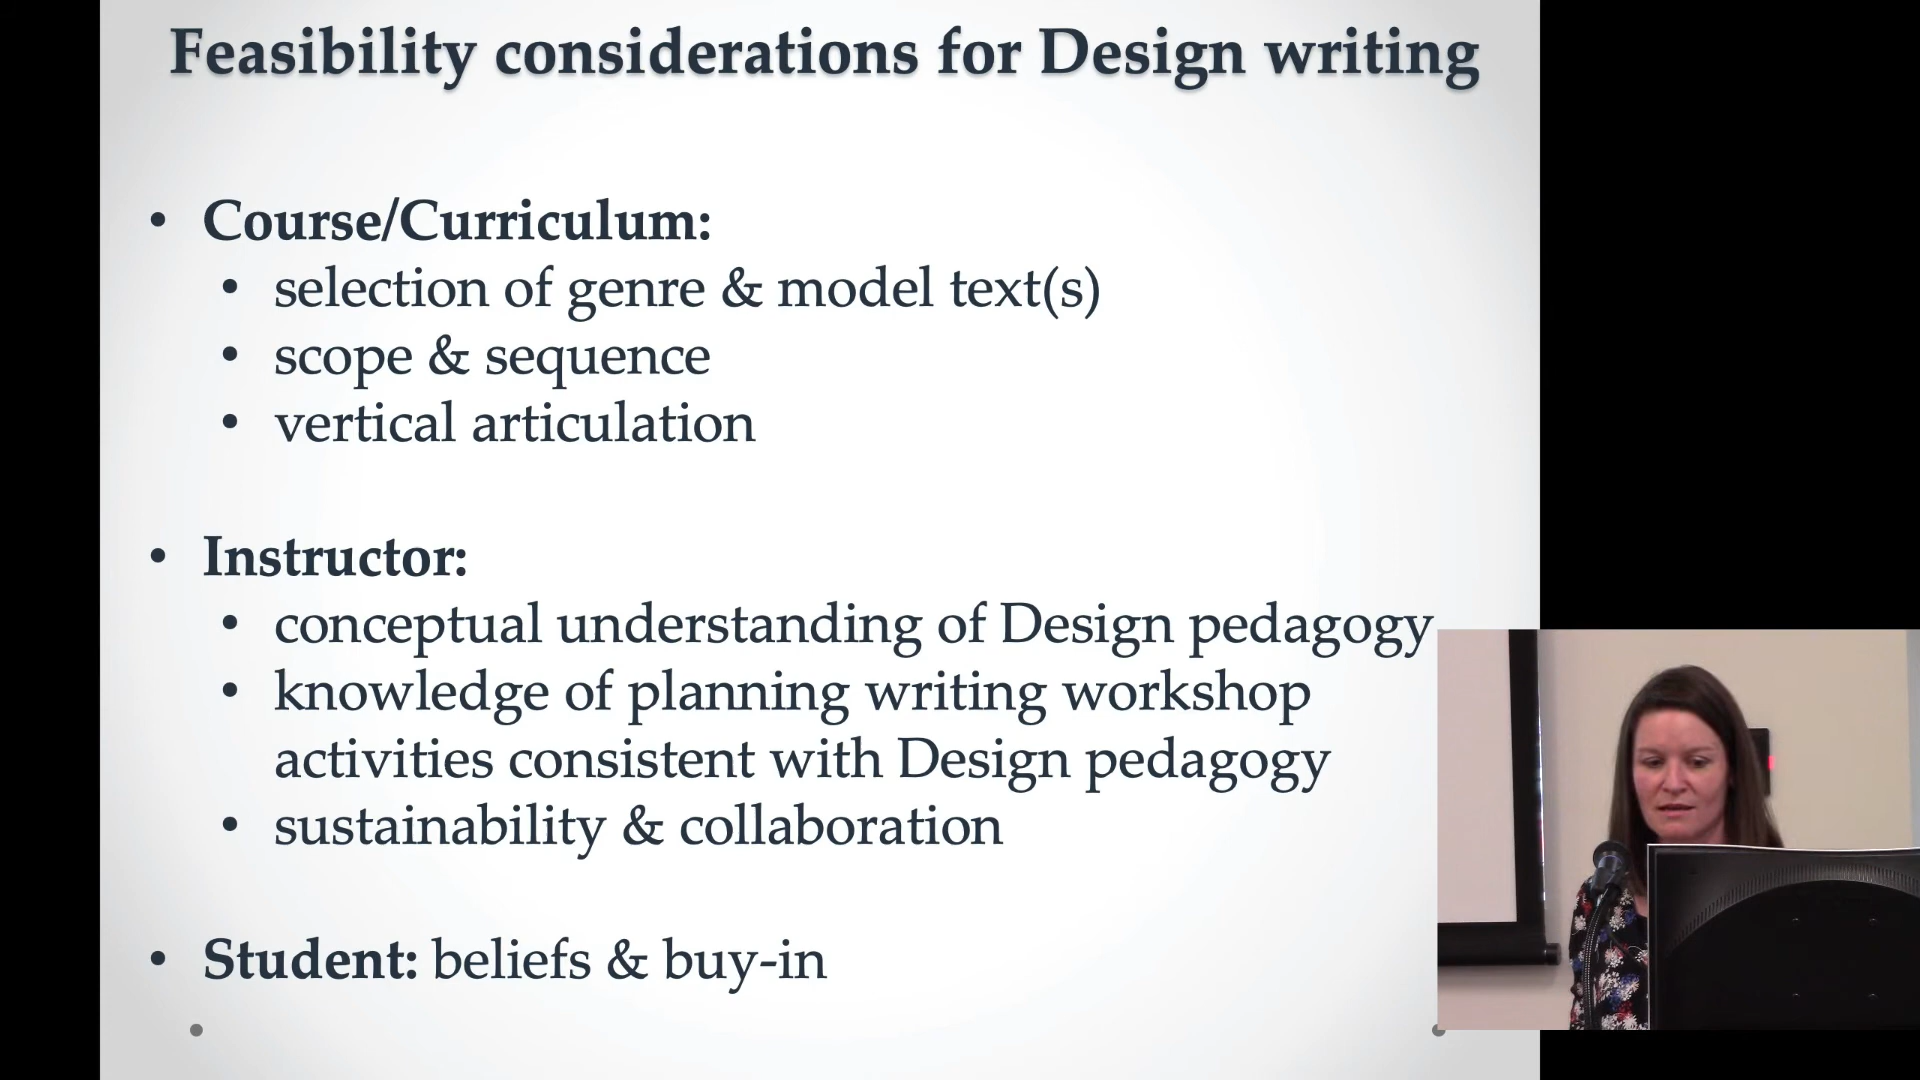 Feasibility considerations for Design writing
• Course/Curriculum:
• selection of genre & model text(s)
• scope & sequence
• vertical articulation
• Instructor:
• conceptual understanding of Design pedagogy
• knowledge of planning writing workshop
activities consistent with Design pedagogy
• sustainability & collaboration
• Student: beliefs & buy-in